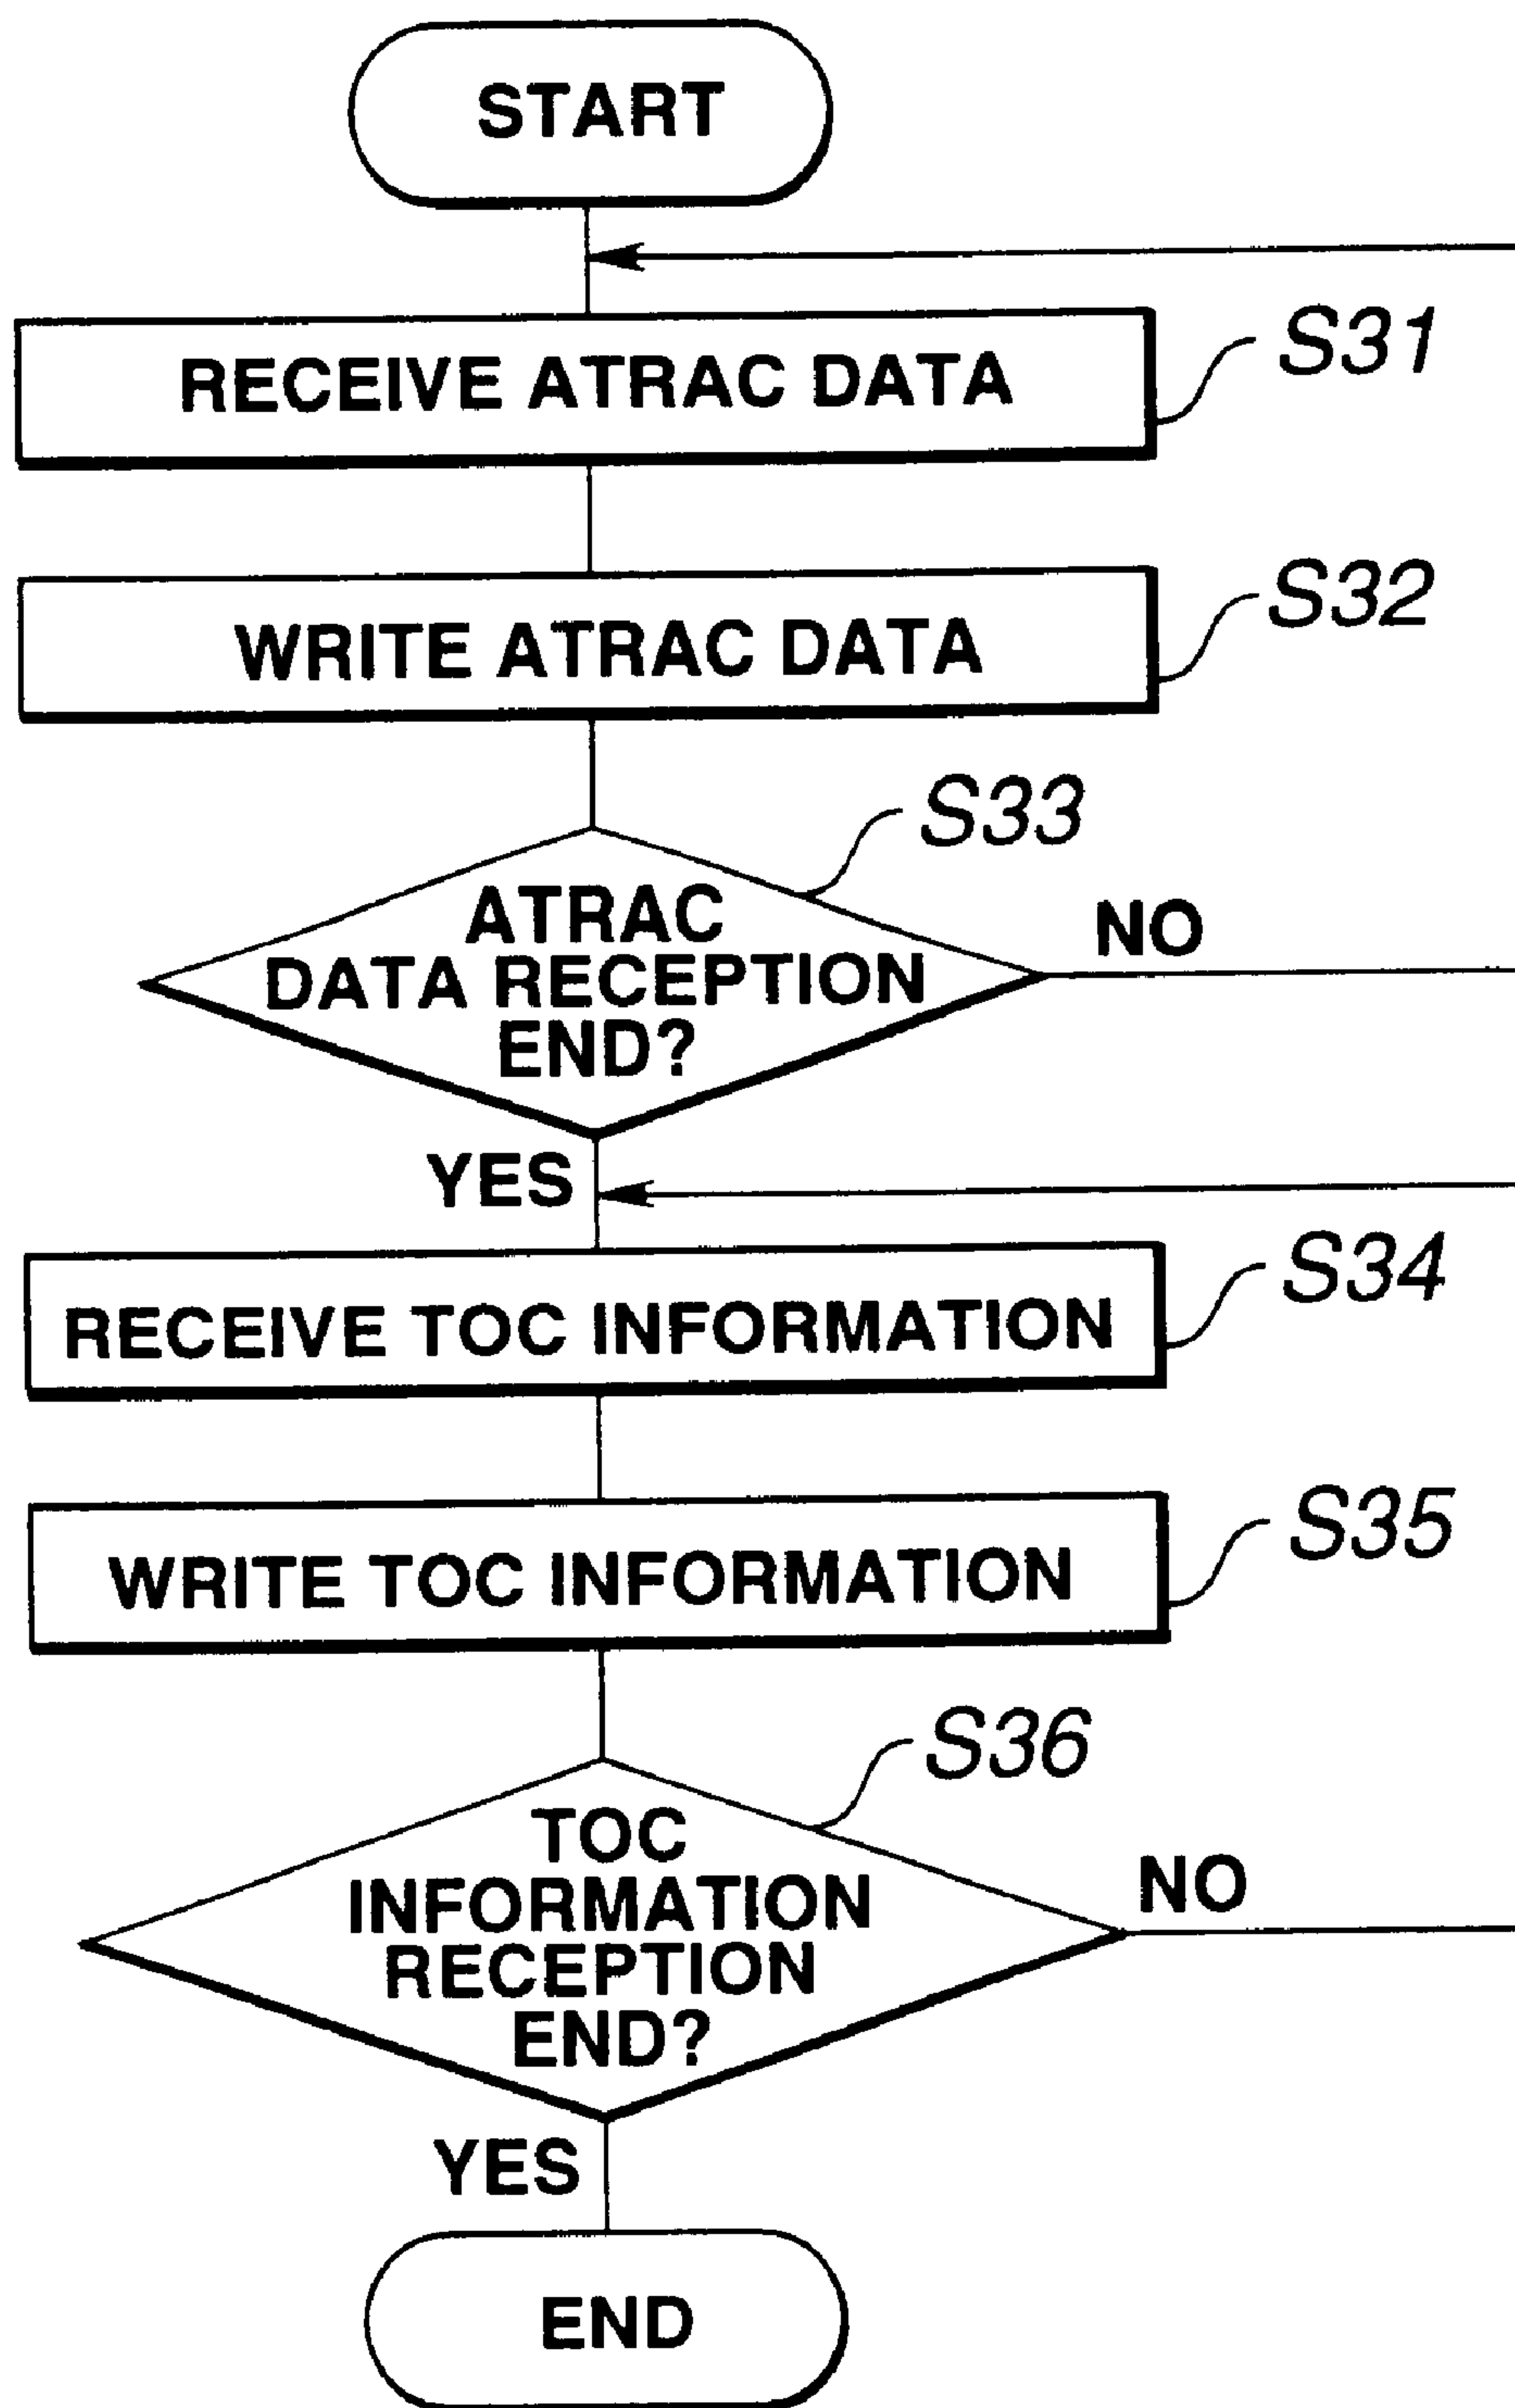 START
RECEIVE ATRAC DATA
S31
WRITE ATRAC DATA
S32
S33
ATRAC
DATA RECEPTION
END?
NO
YES
RECEIVE TOC INFORMATION
S34
WRITE TOC INFORMATION
S35
S36
TOC
INFORMATION
RECEPTION
END?
NO
YES
END